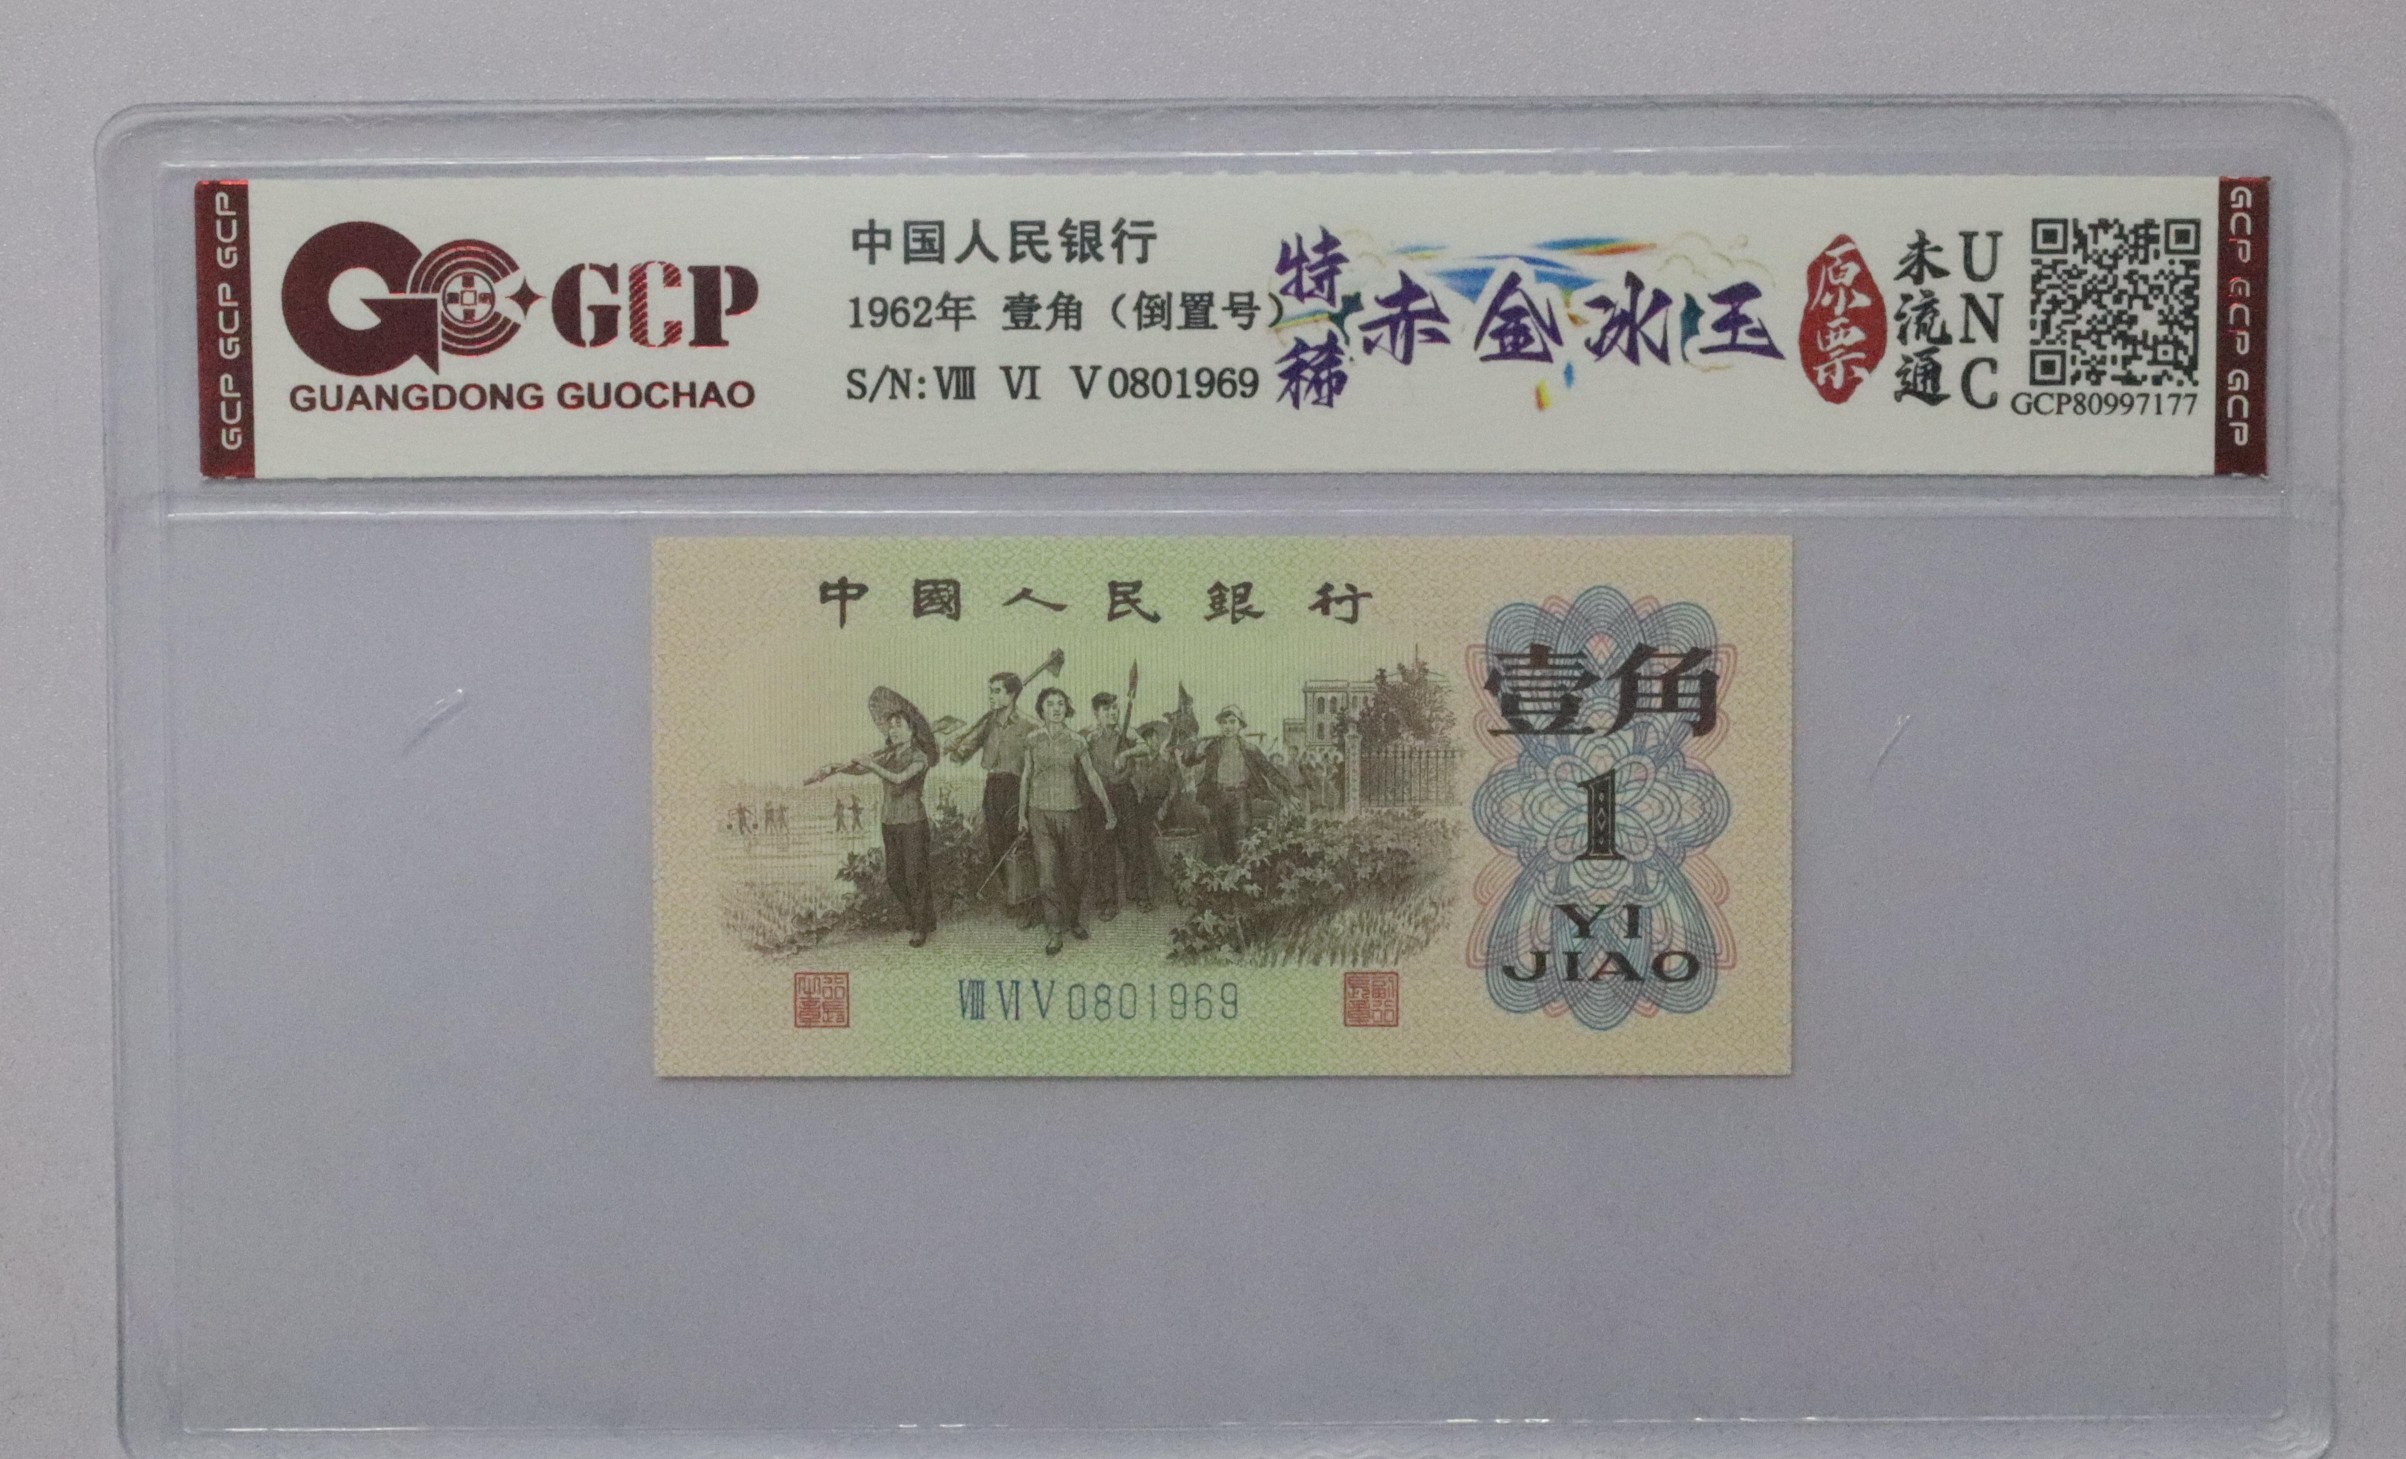 GCP GCP GCP
GCP
GUANGDONG GUOCHAO
中国人民银行
1962年 壹角（倒置号）
S/N: Ⅷ Ⅵ Ⅴ 0801969
特稀
赤金冰玉
原票
未流通
UNC
GCP80997177
GCP GCP GCP
中國人民銀行
壹角
1
YI
JIAO
Ⅷ Ⅵ Ⅴ 0801969